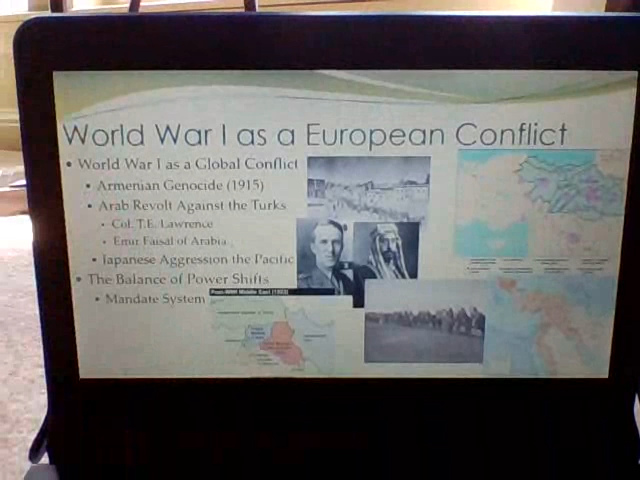 World War I as a European Conflict
• World War I as a Global Conflict
• Armenian Genocide (1915)
• Arab Revolt Against the Turks
• Col. T.E. Lawrence
• Emir Faisal of Arabia
• Japanese Aggression the Pacific
• The Balance of Power Shifts
• Mandate System
Post-WWI Middle East